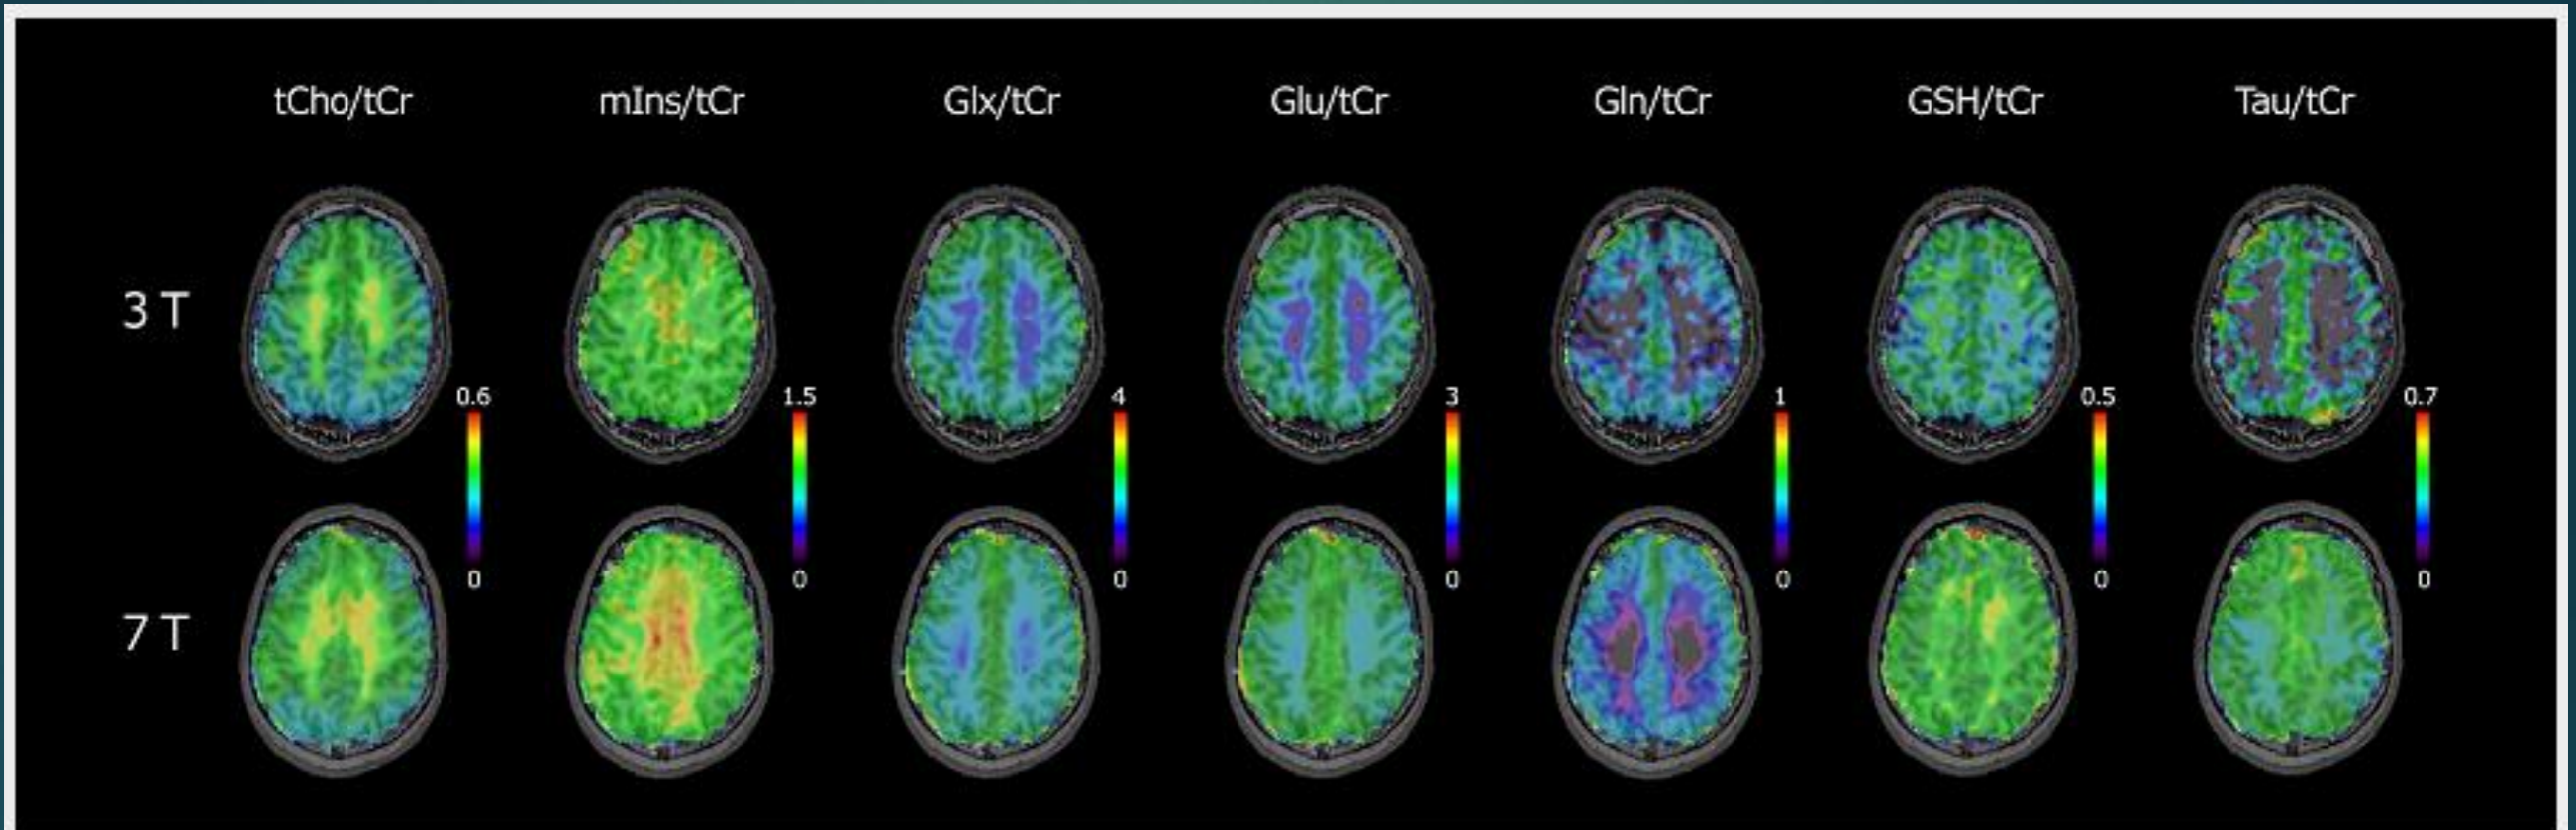 tCho/tCr mIns/tCr Glx/tCr Glu/tCr Gln/tCr GSH/tCr Tau/tCr
3 T
0.6 1.5 4 3 1 0.5 0.7
0 0 0 0 0 0 0
7 T